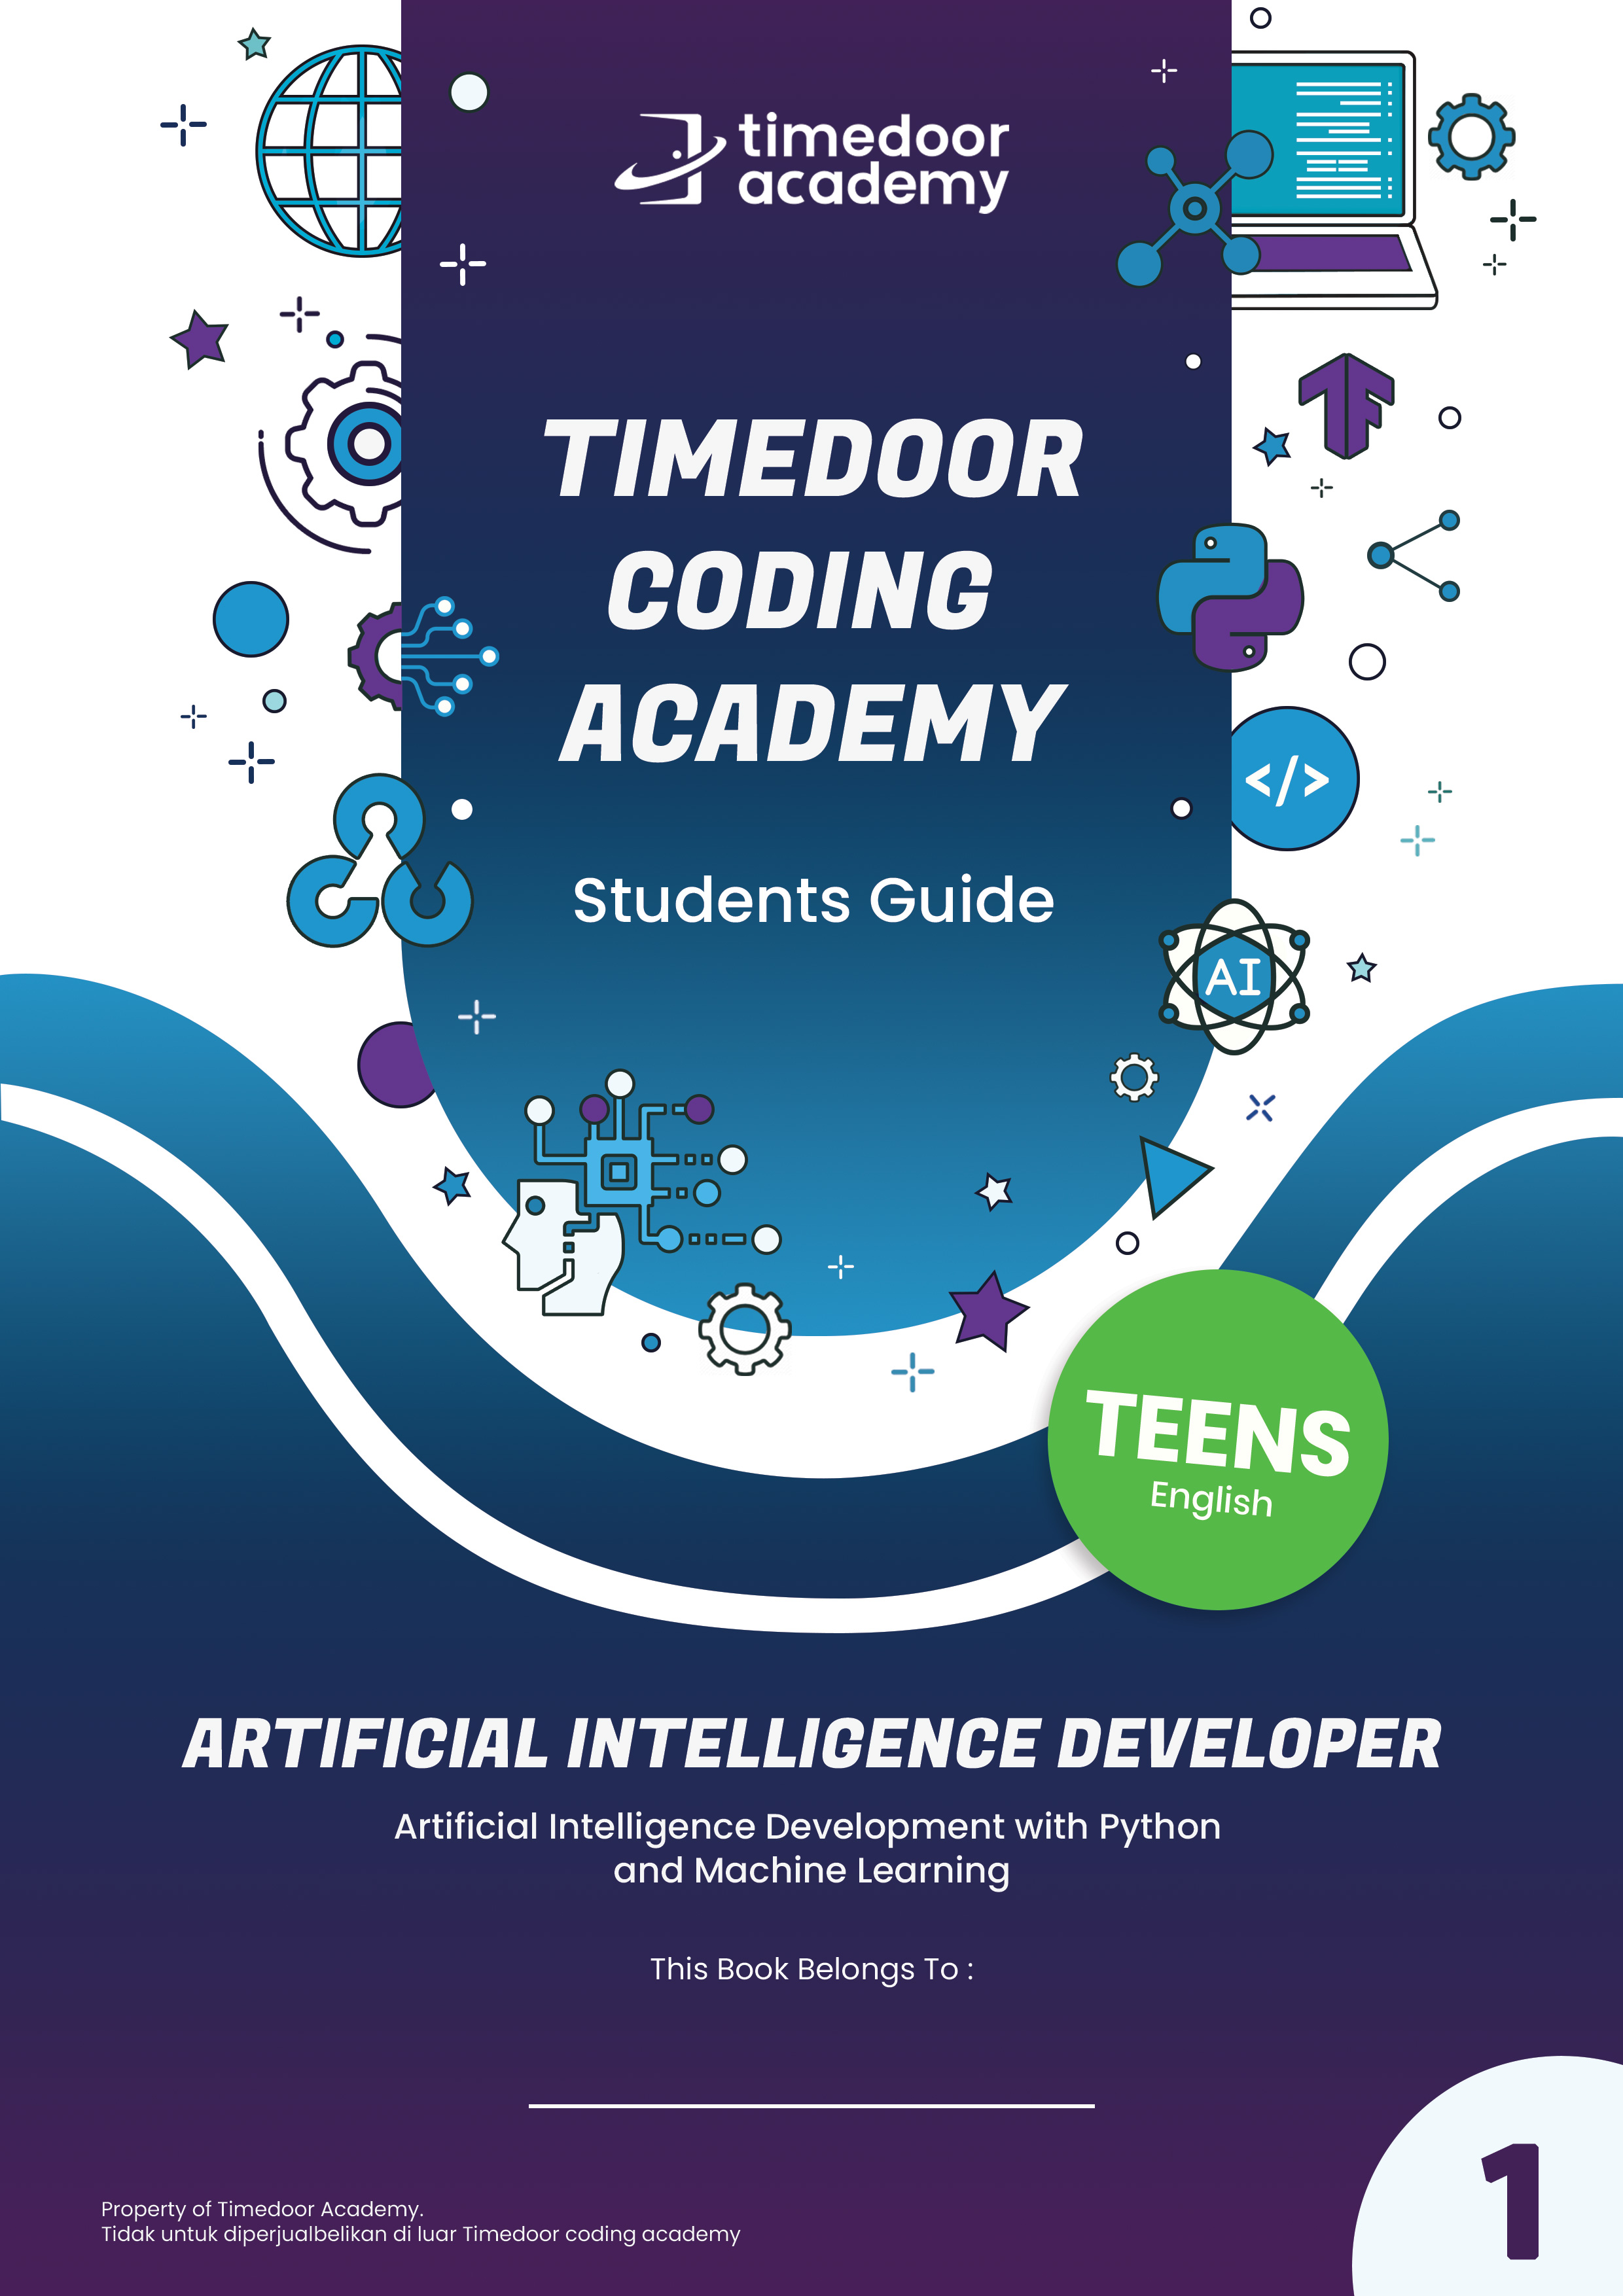 timedoor
academy
TIMEDOOR
CODING
ACADEMY
</>
Students Guide
AI
TEENS
English
ARTIFICIAL INTELLIGENCE DEVELOPER
Artificial Intelligence Development with Python
and Machine Learning
This Book Belongs To :
Property of Timedoor Academy.
Tidak untuk diperjualbelikan di luar Timedoor coding academy
1